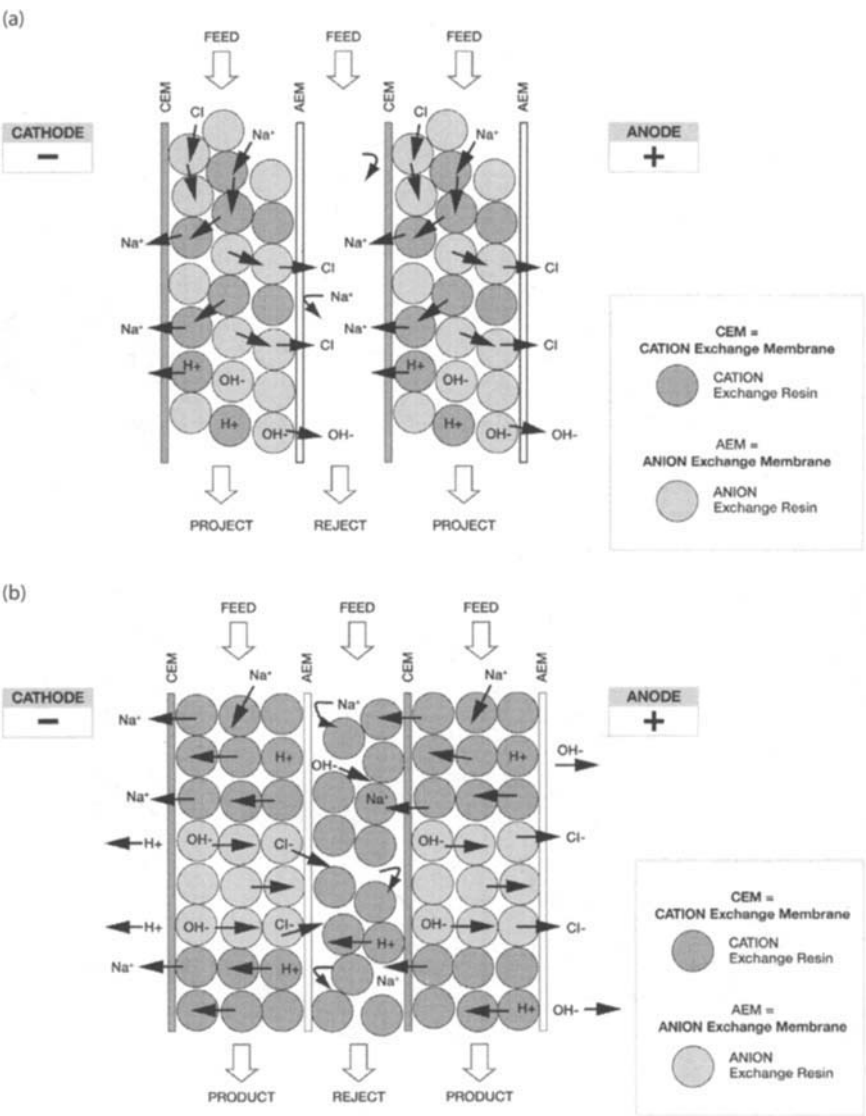 (a)
FEED FEED FEED
CEM AEM CEM AEM
CATHODE
−
ANODE
+
Cl Na⁺ Cl Na⁺
Na⁺ Cl Na⁺ Cl
Na⁺
Na⁺ Cl Na⁺ Cl
H+ OH- H+ OH-
H+ OH- OH- H+ OH- OH-
PROJECT REJECT PROJECT
CEM =
CATION Exchange Membrane
CATION
Exchange Resin
AEM =
ANION Exchange Membrane
ANION
Exchange Resin
(b)
FEED FEED FEED
CEM AEM CEM AEM
CATHODE
−
ANODE
+
Na⁺ Na⁺ Na⁺
Na⁺
H+ OH- H+ OH-
Na⁺ Na⁺
H+ OH- Cl- OH- Cl-
H+ OH- Cl- H+ OH- Cl-
Na⁺ H+ Na⁺
H+ OH-
PRODUCT REJECT PRODUCT
CEM =
CATION Exchange Membrane
CATION
Exchange Resin
AEM =
ANION Exchange Membrane
ANION
Exchange Resin